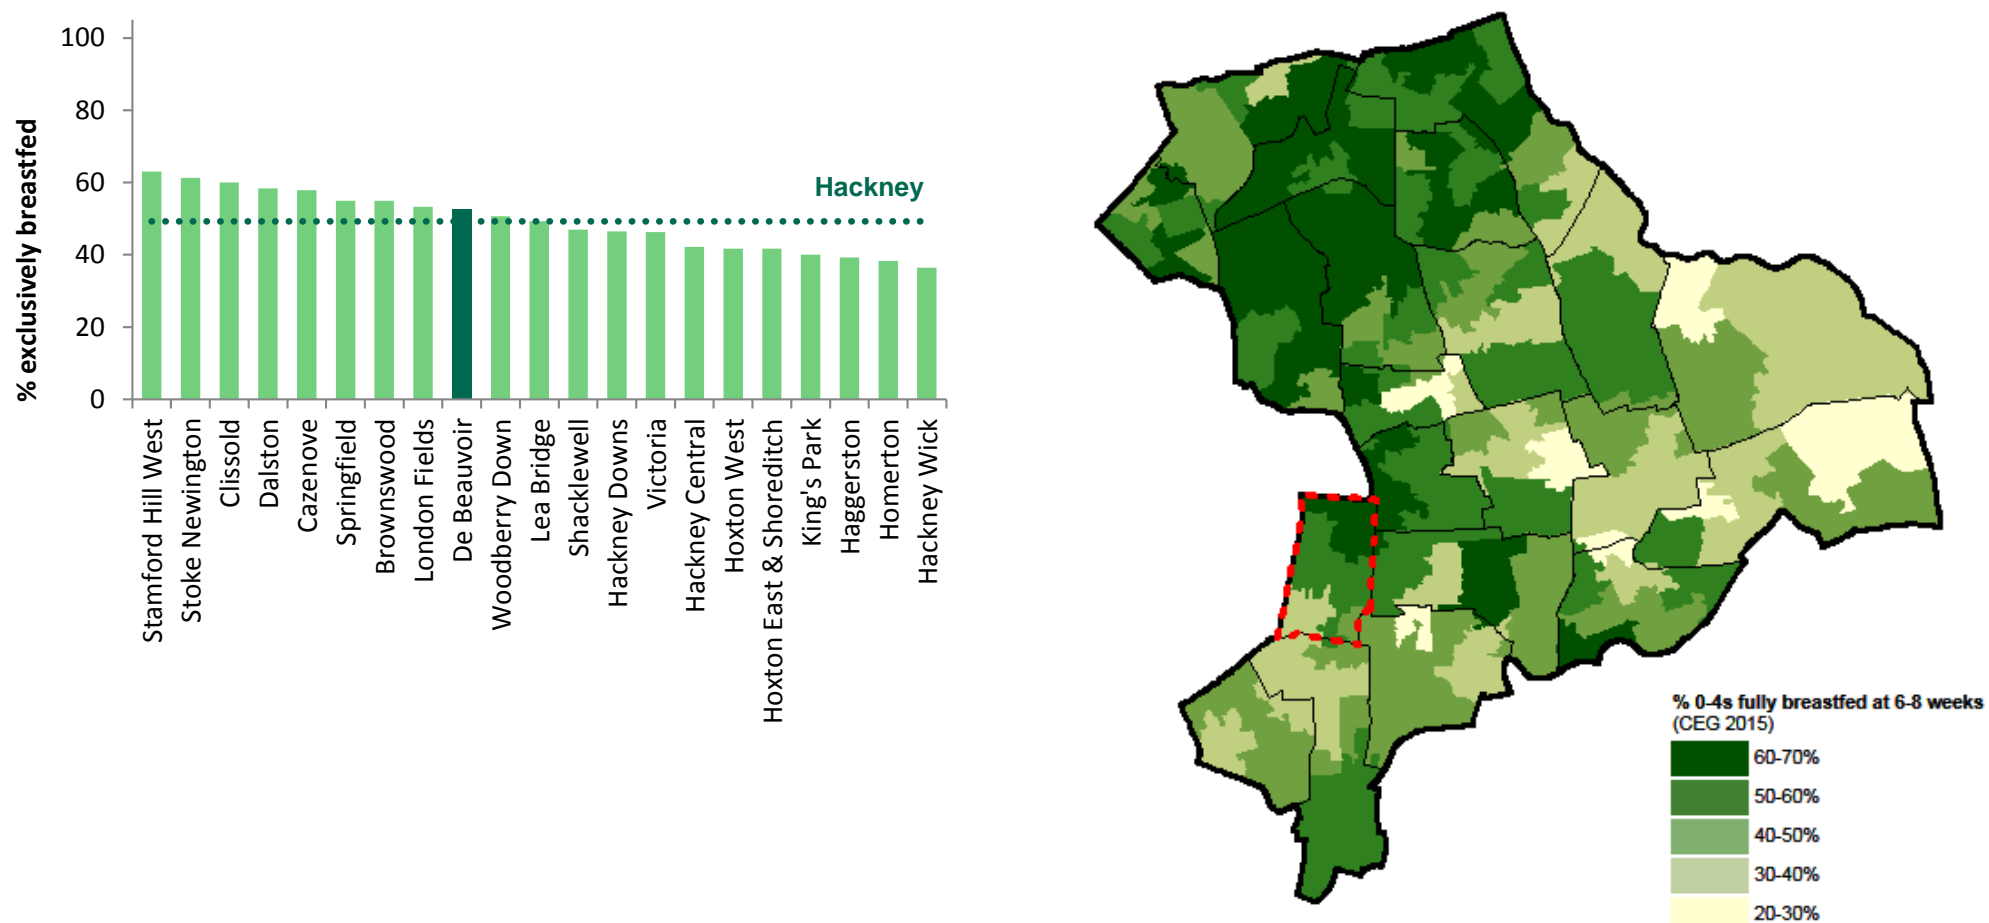 % exclusively breastfed
100
80
60
40
20
0
Hackney
Stamford Hill West
Stoke Newington
Clissold
Dalston
Cazenove
Springfield
Brownswood
London Fields
De Beauvoir
Woodberry Down
Lea Bridge
Shacklewell
Hackney Downs
Victoria
Hackney Central
Hoxton West
Hoxton East & Shoreditch
King's Park
Haggerston
Homerton
Hackney Wick
% 0-4s fully breastfed at 6-8 weeks
(CEG 2015)
60-70%
50-60%
40-50%
30-40%
20-30%